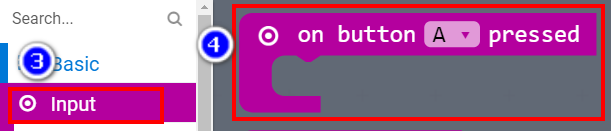 Search...
③ Basic
Input
④ on button A ▾ pressed